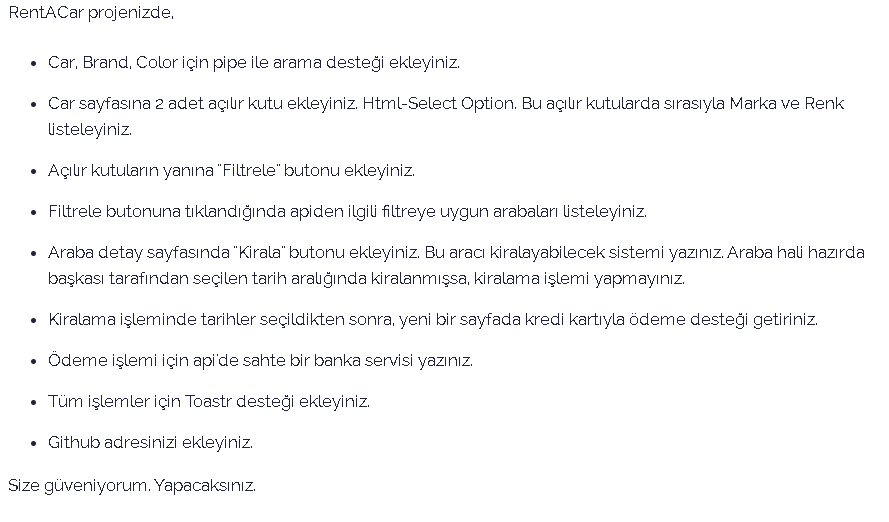 RentACar projenizde,
• Car, Brand, Color için pipe ile arama desteği ekleyiniz.
• Car sayfasına 2 adet açılır kutu ekleyiniz. Html-Select Option. Bu açılır kutularda sırasıyla Marka ve Renk
listeleyiniz.
• Açılır kutuların yanına "Filtrele" butonu ekleyiniz.
• Filtrele butonuna tıklandığında apiden ilgili filtreye uygun arabaları listeleyiniz.
• Araba detay sayfasında "Kirala" butonu ekleyiniz. Bu aracı kiralayabilecek sistemi yazınız. Araba hali hazırda
başkası tarafından seçilen tarih aralığında kiralanmışsa, kiralama işlemi yapmayınız.
• Kiralama işleminde tarihler seçildikten sonra, yeni bir sayfada kredi kartıyla ödeme desteği getiriniz.
• Ödeme işlemi için api'de sahte bir banka servisi yazınız.
• Tüm işlemler için Toastr desteği ekleyiniz.
• Github adresinizi ekleyiniz.
Size güveniyorum. Yapacaksınız.